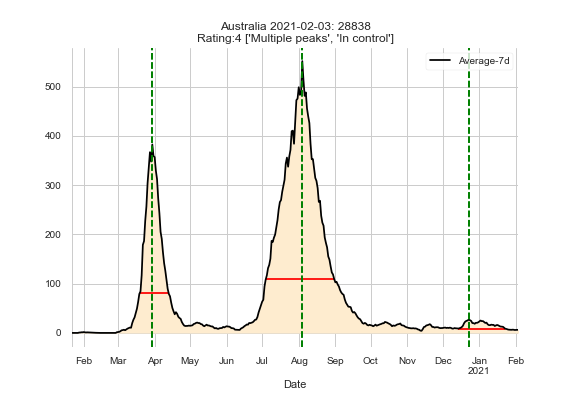 Australia 2021-02-03: 28838
Rating:4 ['Multiple peaks', 'In control']
Average-7d
500
400
300
200
100
0
Feb Mar Apr May Jun Jul Aug Sep Oct Nov Dec Jan Feb
2021
Date